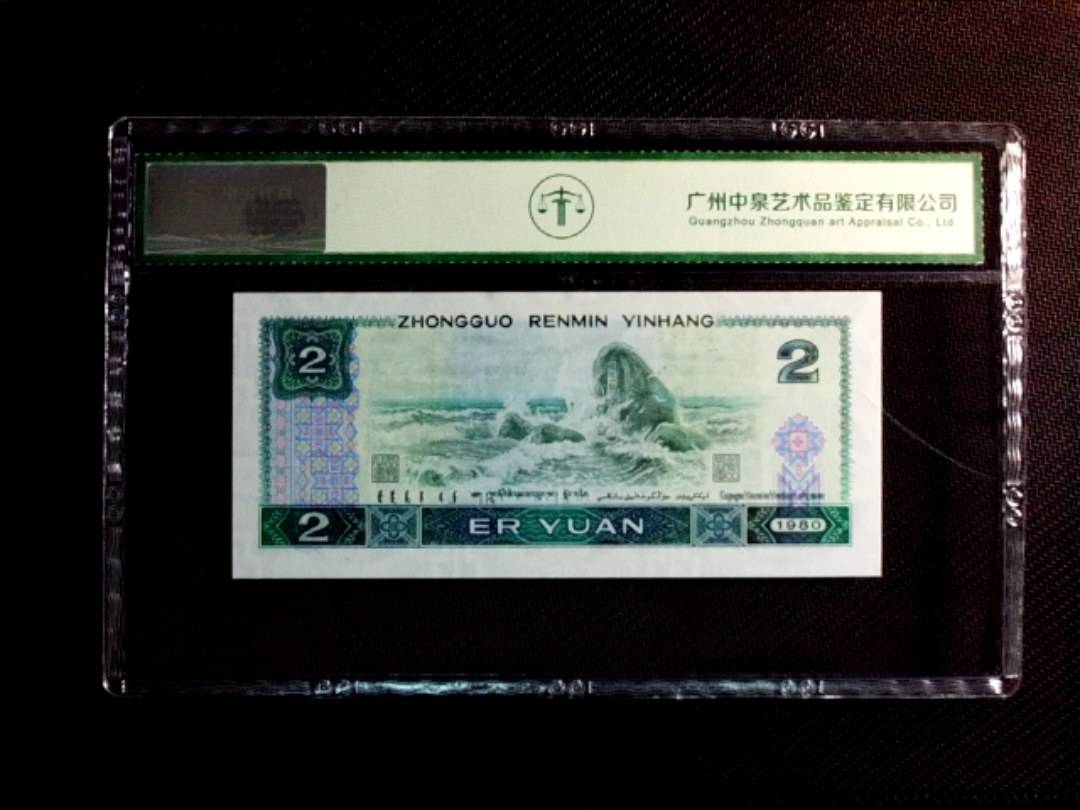 广州中泉艺术品鉴定有限公司
Guangzhou Zhongquan art Appraisal Co., Ltd.
ZHONGGUO RENMIN YINHANG
2
2
2
ER YUAN
1980